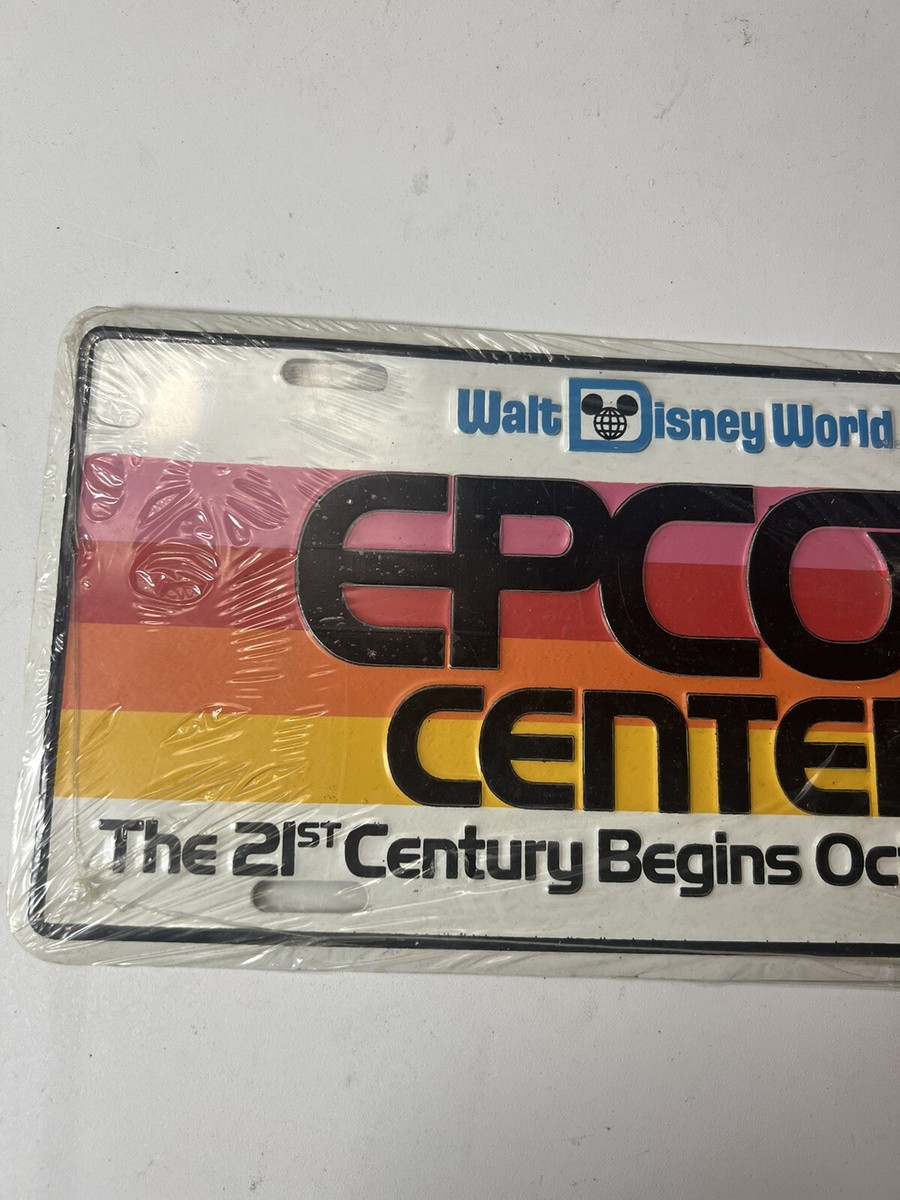 Walt Disney World
EPCO
CENTE
The 21ST Century Begins Oc